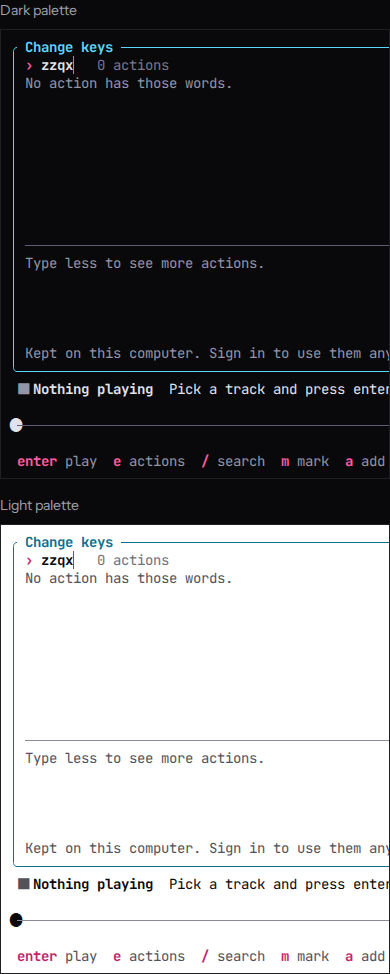 Dark palette
Change keys
› zzqx 0 actions
No action has those words.
Type less to see more actions.
Kept on this computer. Sign in to use them any
Nothing playing Pick a track and press enter
enter play e actions / search m mark a add
Light palette
Change keys
› zzqx 0 actions
No action has those words.
Type less to see more actions.
Kept on this computer. Sign in to use them any
Nothing playing Pick a track and press enter
enter play e actions / search m mark a add